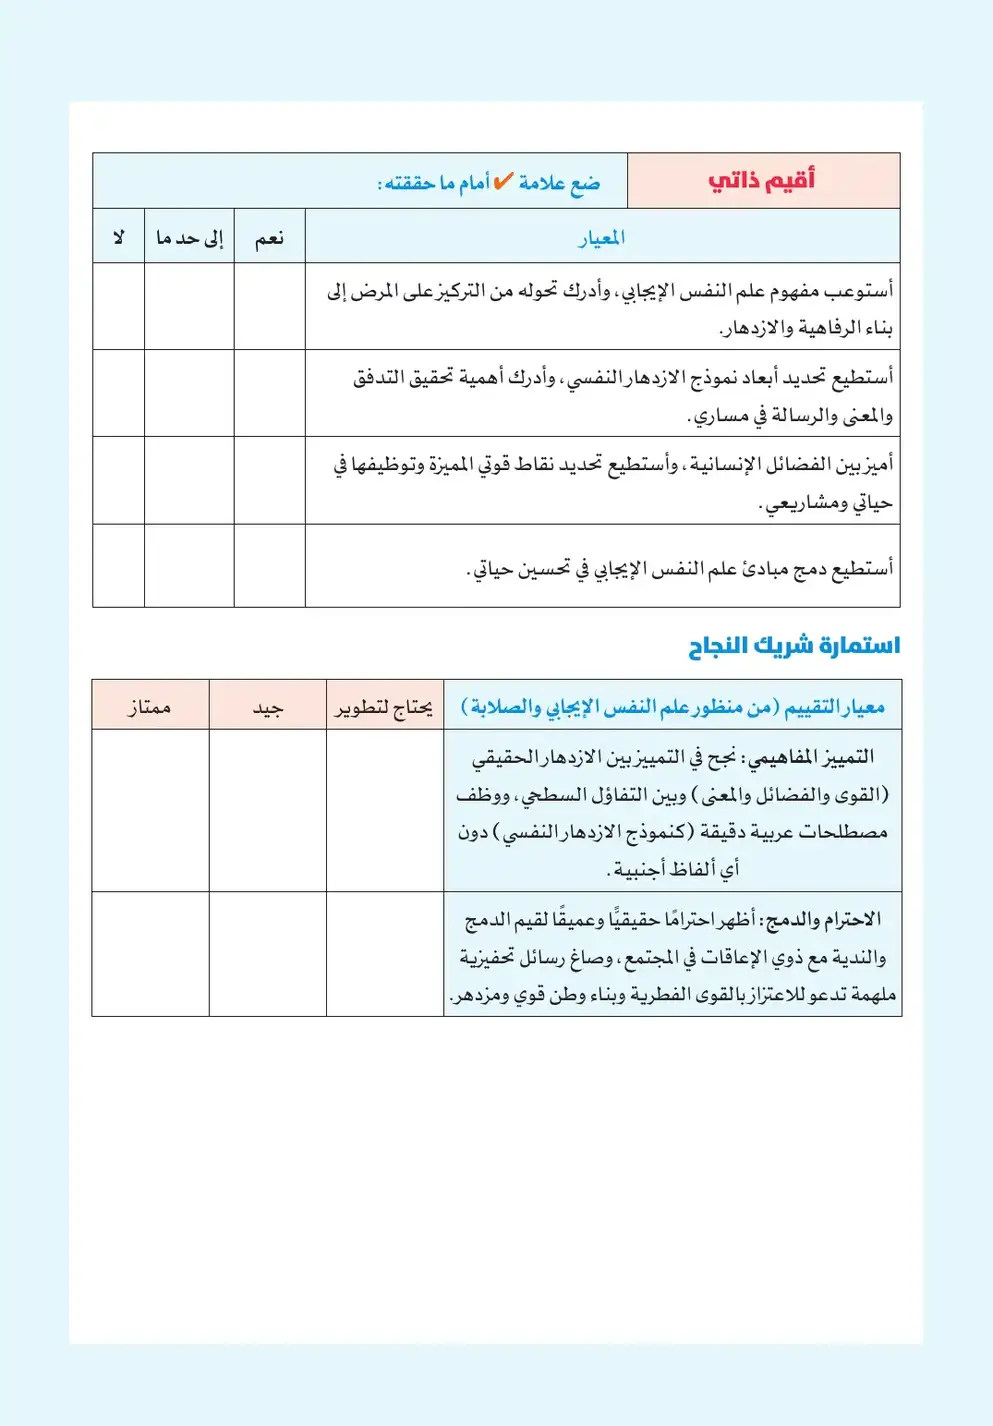 أقيم ذاتي
ضع علامة ✔ أمام ما حققته:
المعيار
نعم
إلى حد ما
لا
أستوعب مفهوم علم النفس الإيجابي، وأدرك تحوله من التركيز على المرض إلى
بناء الرفاهية والازدهار.
أستطيع تحديد أبعاد نموذج الازدهار النفسي، وأدرك أهمية تحقيق التدفق
والمعنى والرسالة في مساري.
أميز بين الفضائل الإنسانية، وأستطيع تحديد نقاط قوتي المميزة وتوظيفها في
حياتي ومشاريعي.
أستطيع دمج مبادئ علم النفس الإيجابي في تحسين حياتي.
استمارة شريك النجاح
معيار التقييم (من منظور علم النفس الإيجابي والصلابة)
يحتاج لتطوير
جيد
ممتاز
التمييز المفاهيمي: نجح في التمييز بين الازدهار الحقيقي
(القوى والفضائل والمعنى) وبين التفاؤل السطحي، ووظف
مصطلحات عربية دقيقة (كنموذج الازدهار النفسي) دون
أي ألفاظ أجنبية.
الاحترام والدمج: أظهر احترامًا حقيقيًّا وعميقًا لقيم الدمج
والندية مع ذوي الإعاقات في المجتمع، وصاغ رسائل تحفيزية
ملهمة تدعو للاعتزاز بالقوى الفطرية وبناء وطن قوي ومزدهر.